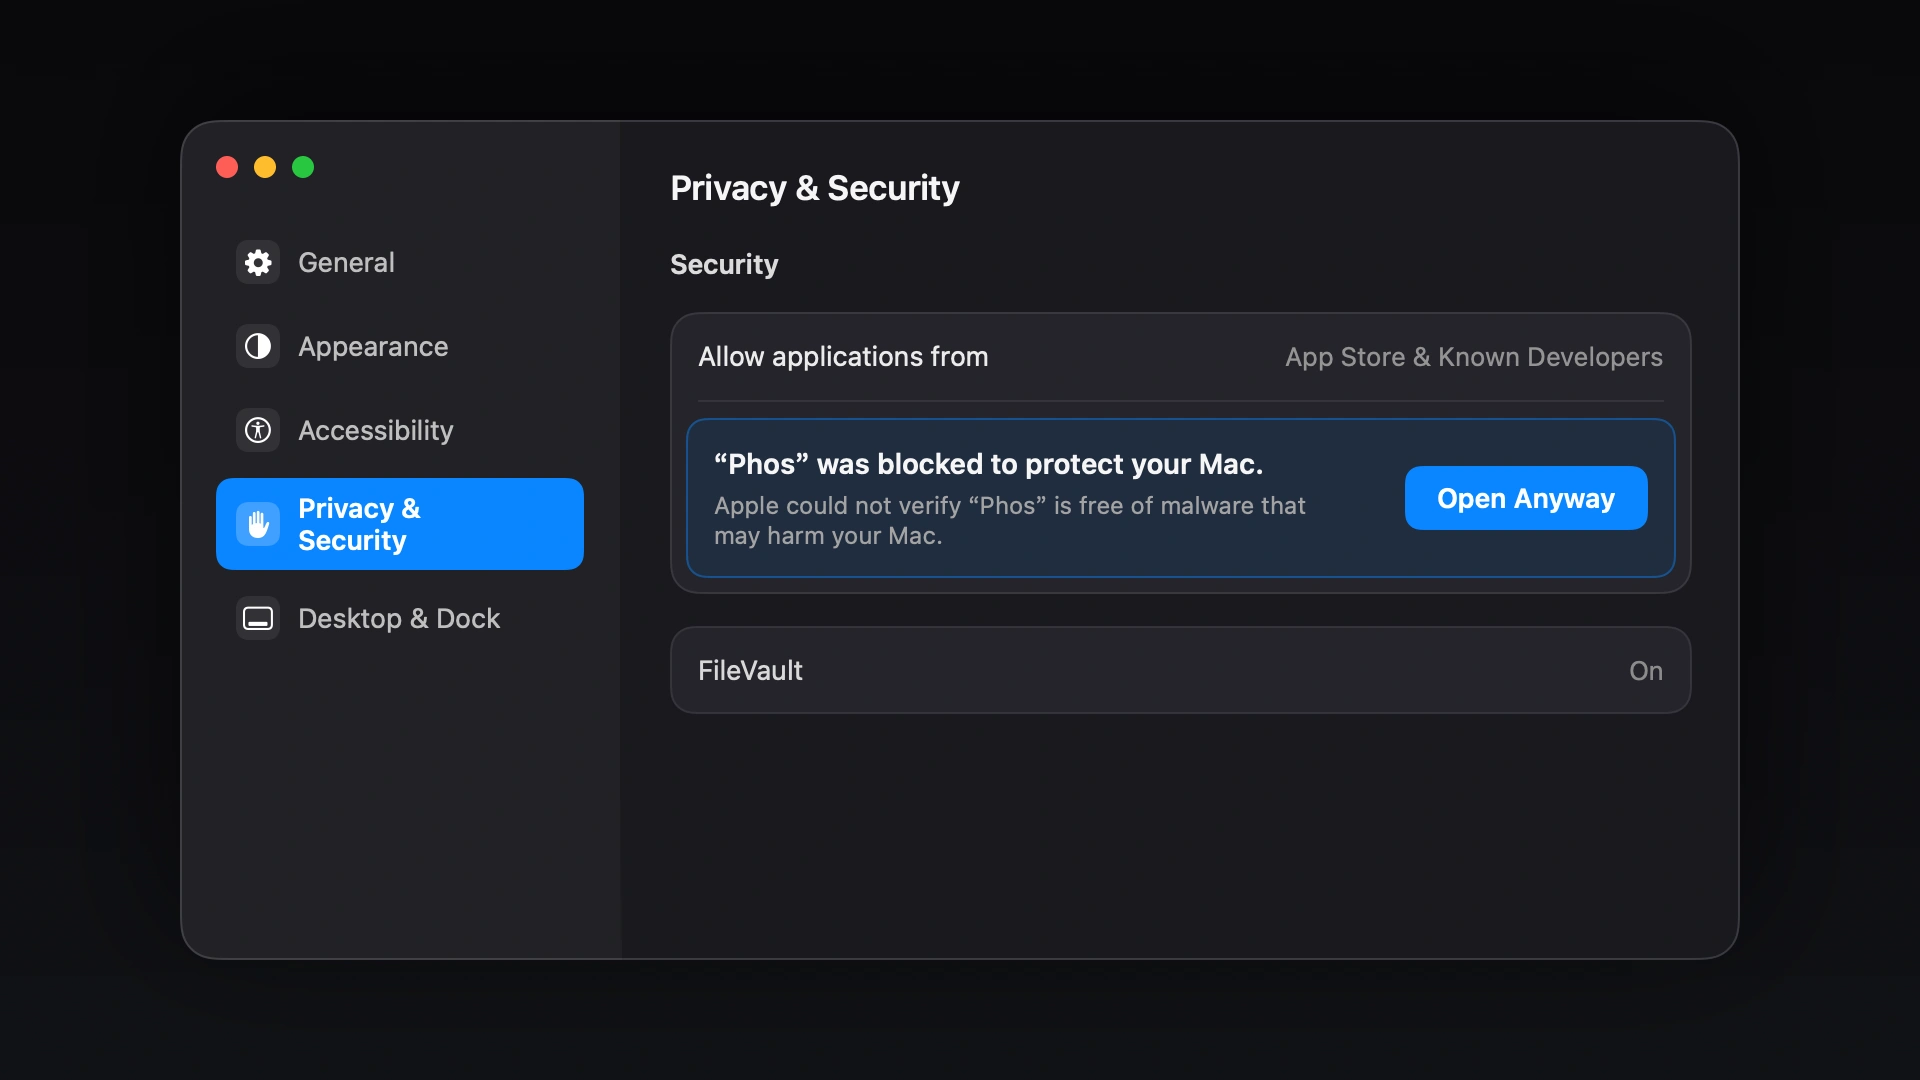 General
Appearance
Accessibility
Privacy &
Security
Desktop & Dock
Privacy & Security
Security
Allow applications from App Store & Known Developers
“Phos” was blocked to protect your Mac.
Apple could not verify “Phos” is free of malware that
may harm your Mac.
Open Anyway
FileVault On